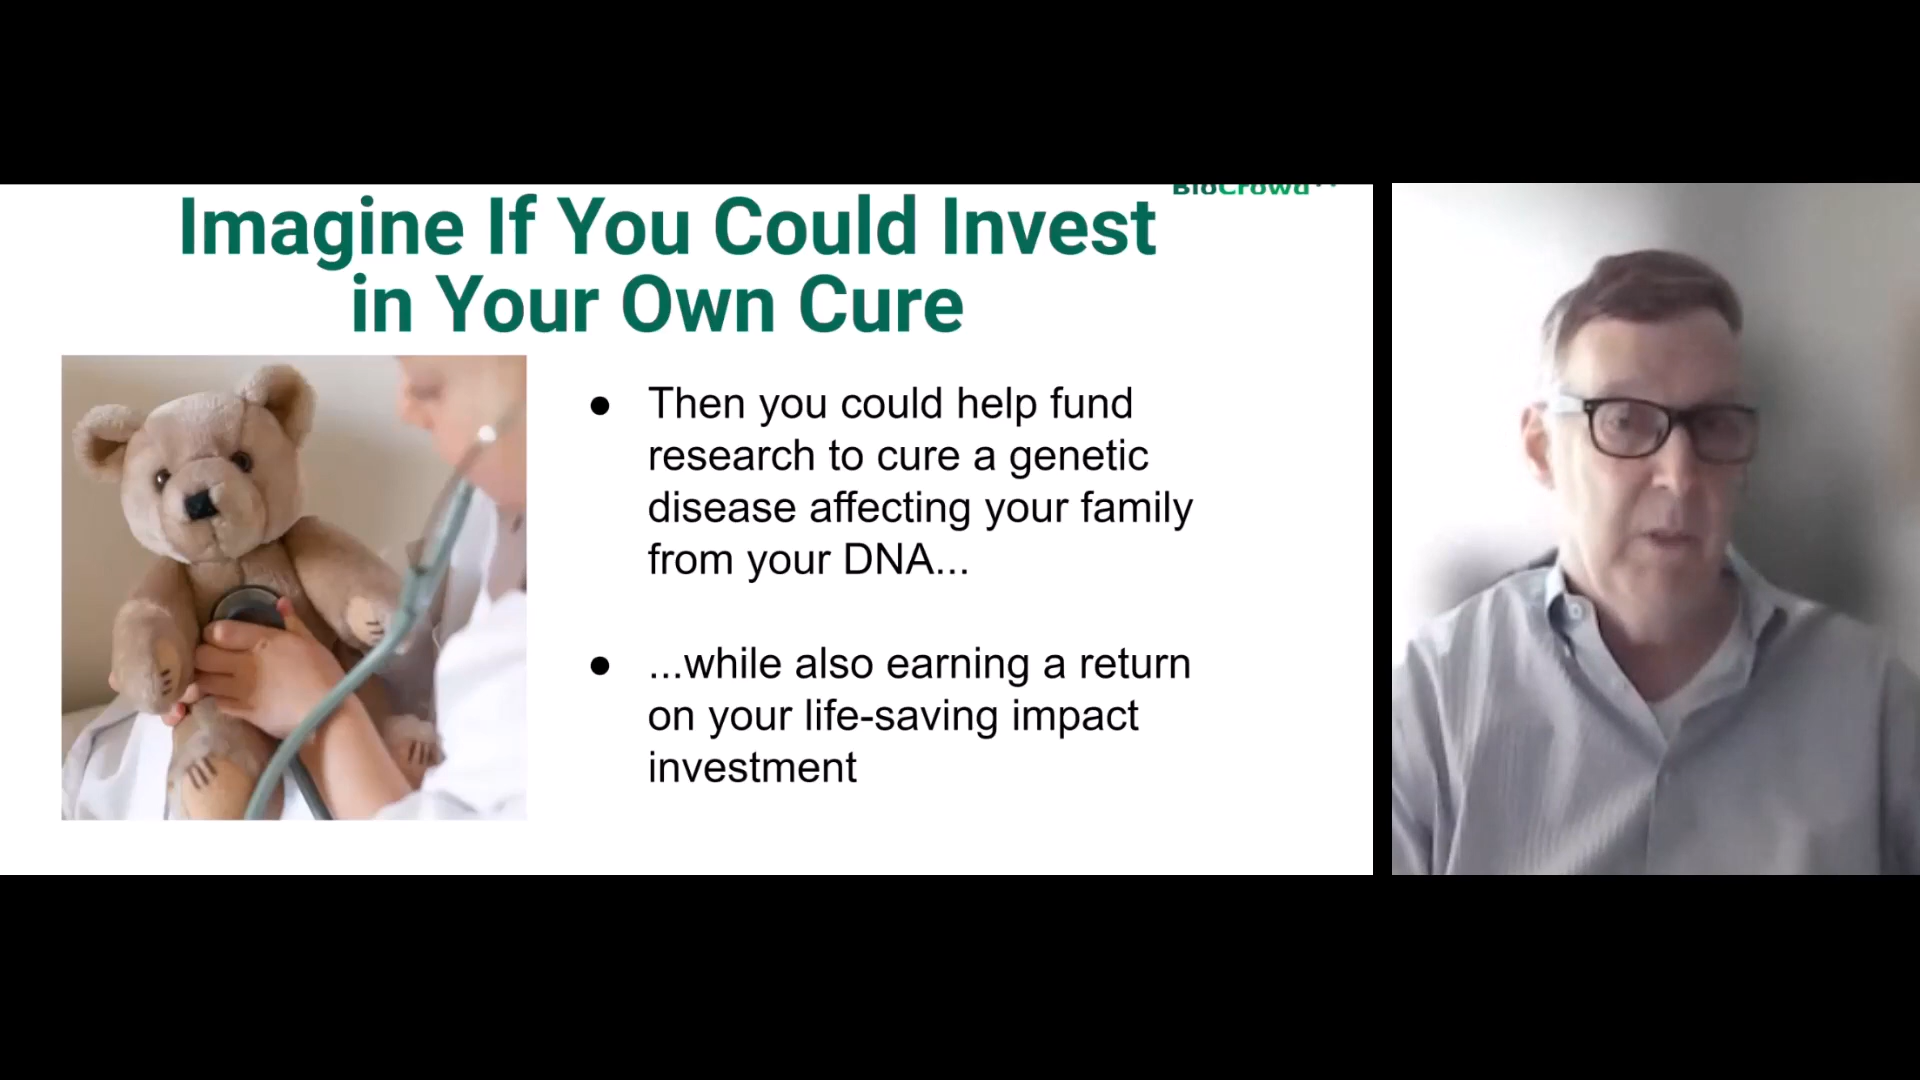 BioCrowd
Imagine If You Could Invest
in Your Own Cure
● Then you could help fund
research to cure a genetic
disease affecting your family
from your DNA...
● ...while also earning a return
on your life-saving impact
investment